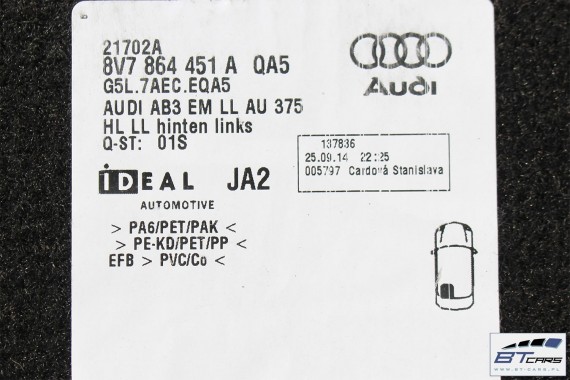 21702A
8V7 864 451 A QA5
G5L.7AEC.EQA5
AUDI AB3 EM LL AU 375
HL LL hinten links
Q-ST: 01S
Audi
137836
25.09.14 22:25
005797 Cardová Stanislava
iDEAL JA2
AUTOMOTIVE
> PA6/PET/PAK <
> PE-KD/PET/PP <
EFB > PVC/Co <
BT CARS
WWW.BT-CARS.PL